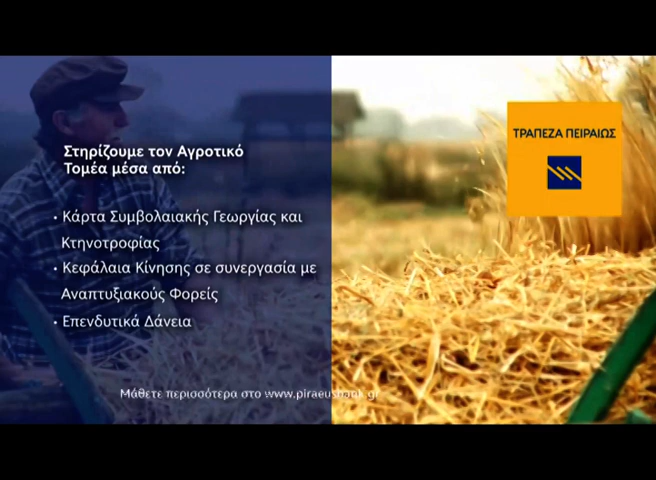 ΤΡΑΠΕΖΑ ΠΕΙΡΑΙΩΣ
Στηρίζουμε τον Αγροτικό
Τομέα μέσα από:
• Κάρτα Συμβολαιακής Γεωργίας και
Κτηνοτροφίας
• Κεφάλαια Κίνησης σε συνεργασία με
Αναπτυξιακούς Φορείς
• Επενδυτικά Δάνεια
Μάθετε περισσότερα στο www.piraeusbank.gr